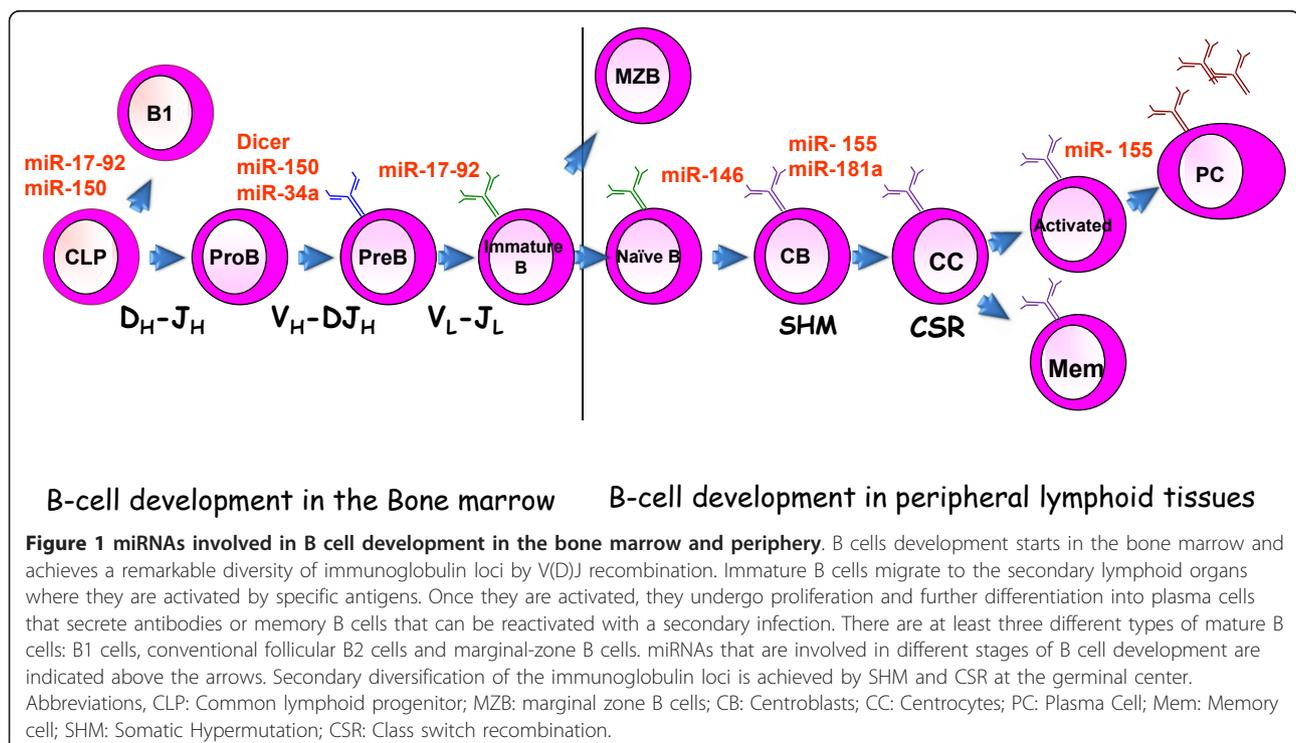 MZB
B1
Dicer
miR-17-92
miR-150
miR-150
miR-34a
miR-17-92
miR-146
miR- 155
miR-181a
miR- 155
PC
CLP
ProB
PreB
Immature
B
Naïve B
CB
CC
Activated
Mem
DH-JH
VH-DJH
VL-JL
SHM
CSR
B-cell development in the Bone marrow
B-cell development in peripheral lymphoid tissues
Figure 1 miRNAs involved in B cell development in the bone marrow and periphery. B cells development starts in the bone marrow and
achieves a remarkable diversity of immunoglobulin loci by V(D)J recombination. Immature B cells migrate to the secondary lymphoid organs
where they are activated by specific antigens. Once they are activated, they undergo proliferation and further differentiation into plasma cells
that secrete antibodies or memory B cells that can be reactivated with a secondary infection. There are at least three different types of mature B
cells: B1 cells, conventional follicular B2 cells and marginal-zone B cells. miRNAs that are involved in different stages of B cell development are
indicated above the arrows. Secondary diversification of the immunoglobulin loci is achieved by SHM and CSR at the germinal center.
Abbreviations, CLP: Common lymphoid progenitor; MZB: marginal zone B cells; CB: Centroblasts; CC: Centrocytes; PC: Plasma Cell; Mem: Memory
cell; SHM: Somatic Hypermutation; CSR: Class switch recombination.